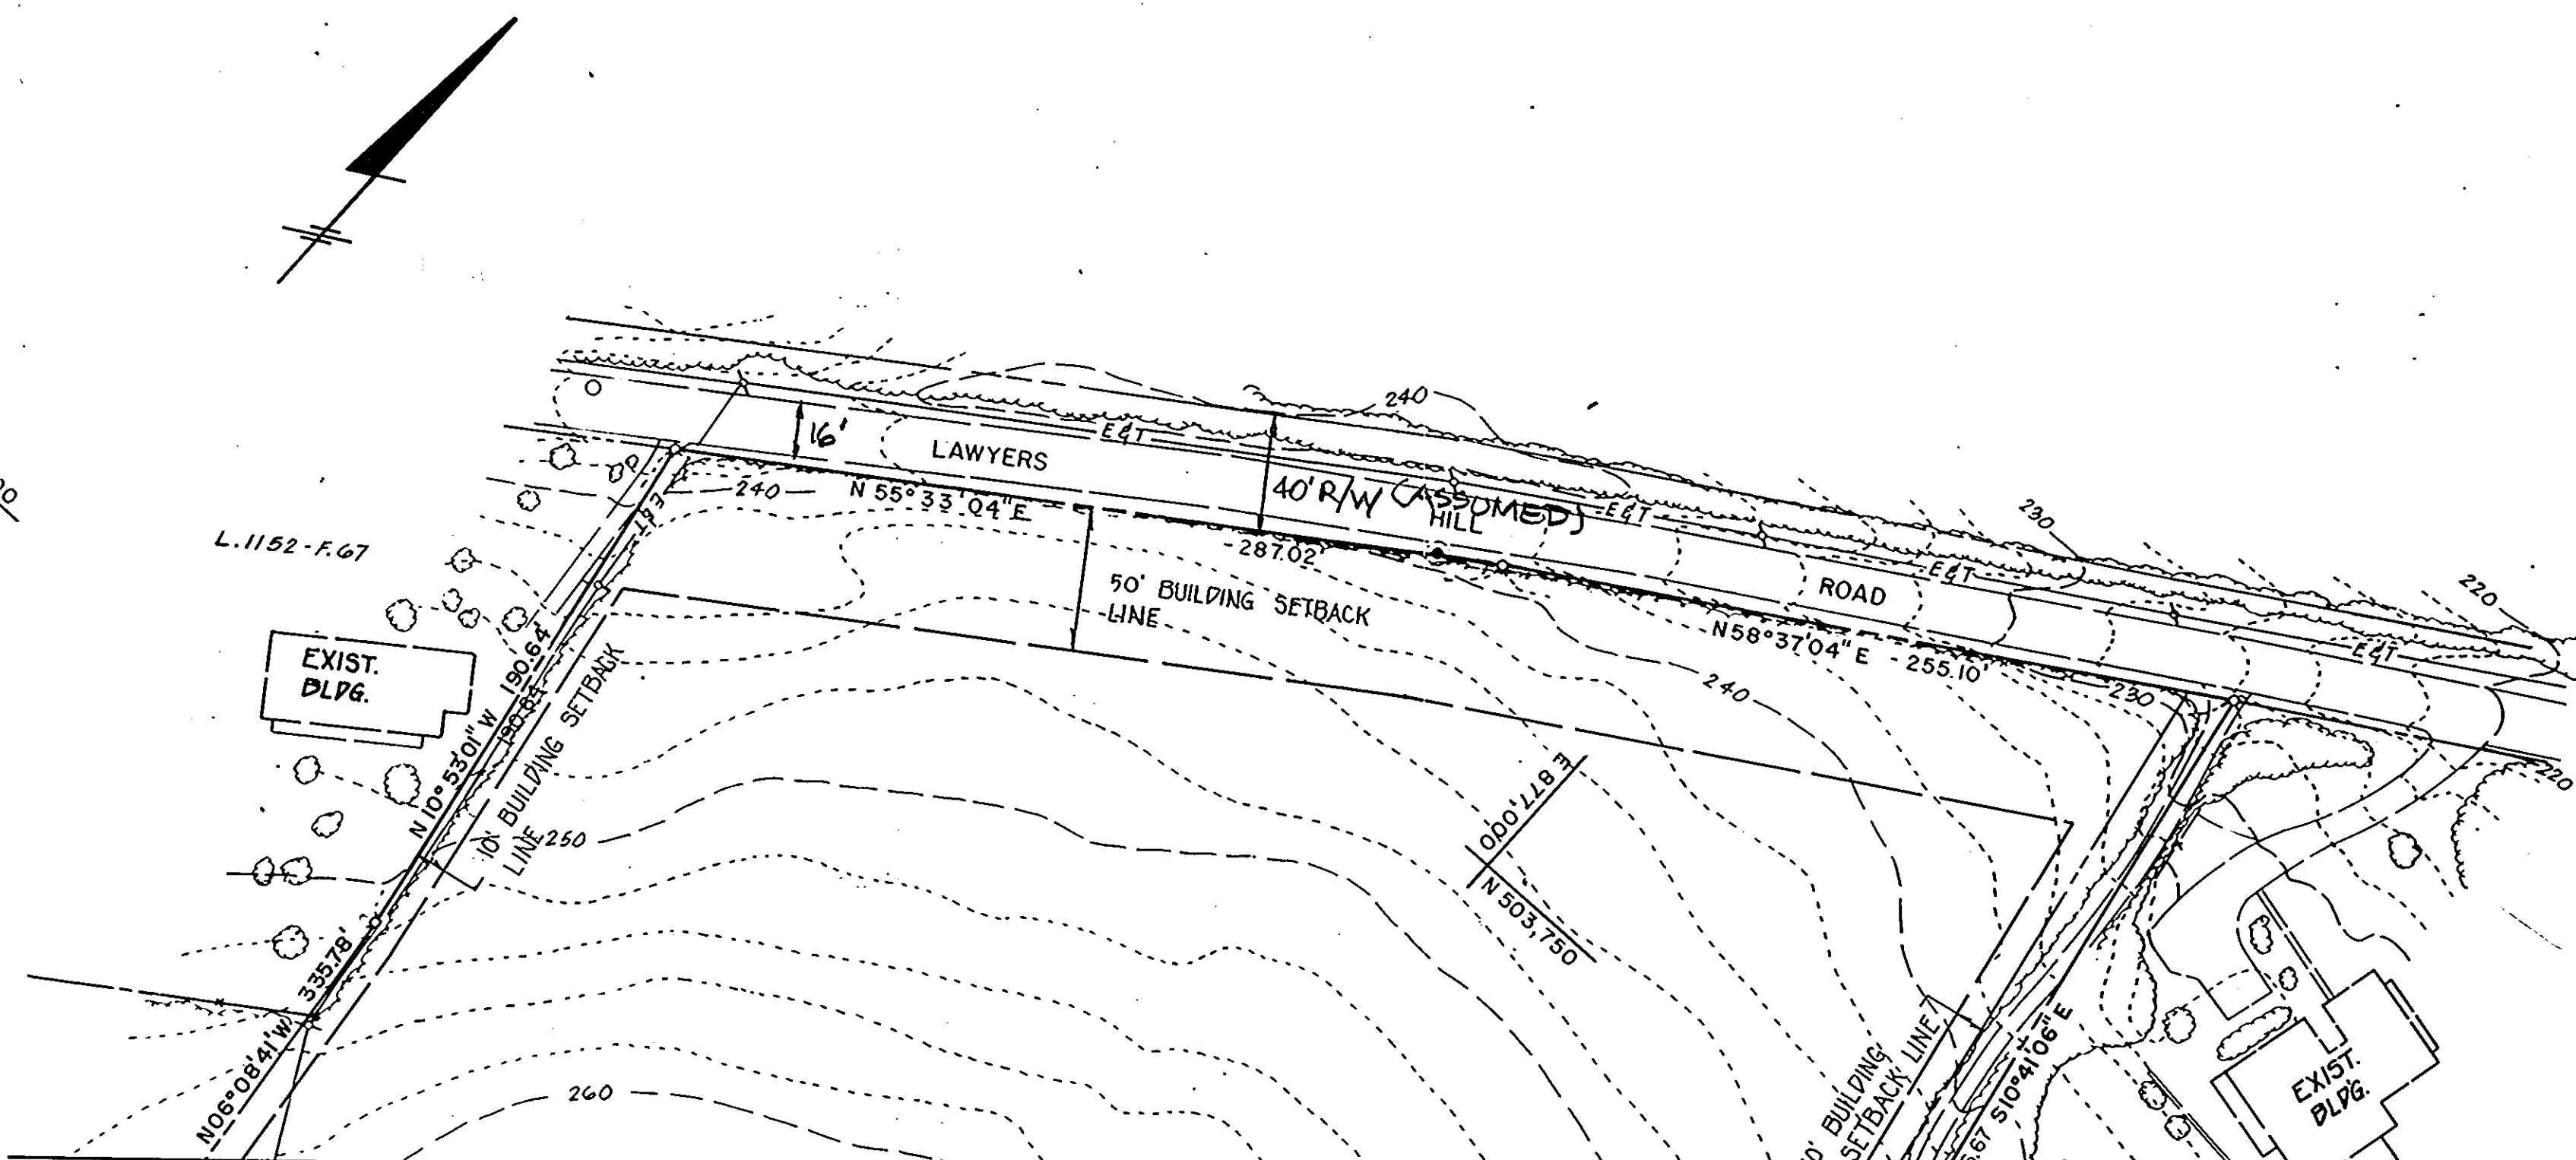 240
16'
E&T
LAWYERS
40' R/W (ASSUMED)
HILL
E&T
230
E&T
ROAD
220
E&T
240
N 55° 33' 04" E
287.02'
N58°37'04" E
255.10'
230
220
E&T
L.1152-F.67
50' BUILDING SETBACK
LINE
240
EXIST.
BLDG.
N 10° 53' 01" W 190.64'
190.64
10' BUILDING SETBACK
LINE
250
E 877,000
N 503,750
335.78'
N06°08'41"W
260
BUILDING
SETBACK LINE
S10°41'06" E
EXIST.
BLDG.